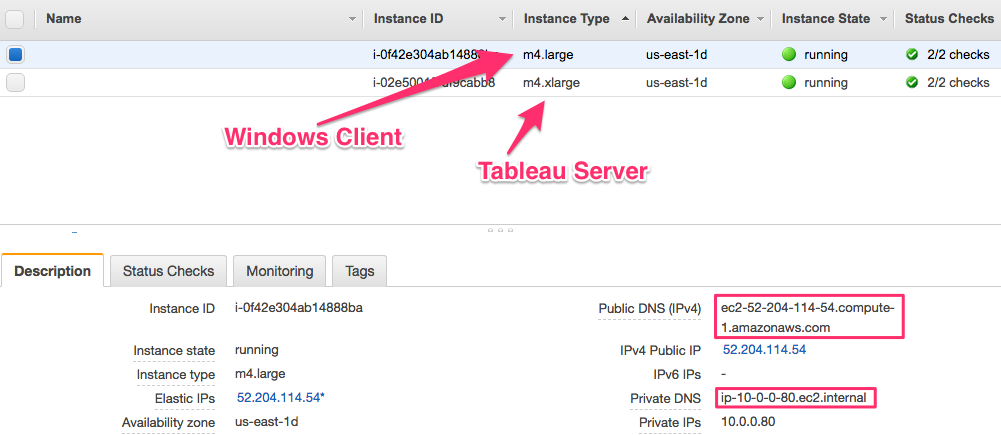 Name Instance ID Instance Type Availability Zone Instance State Status Checks
m4.large us-east-1d running 2/2 checks
m4.xlarge us-east-1d running 2/2 checks
Windows Client
Tableau Server
Description Status Checks Monitoring Tags
Instance ID i-0f42e304ab14888ba Public DNS (IPv4) ec2-52-204-114-54.compute-
1.amazonaws.com
Instance state running IPv4 Public IP 52.204.114.54
Instance type m4.large IPv6 IPs -
Elastic IPs 52.204.114.54* Private DNS ip-10-0-0-80.ec2.internal
Availability zone us-east-1d Private IPs 10.0.0.80